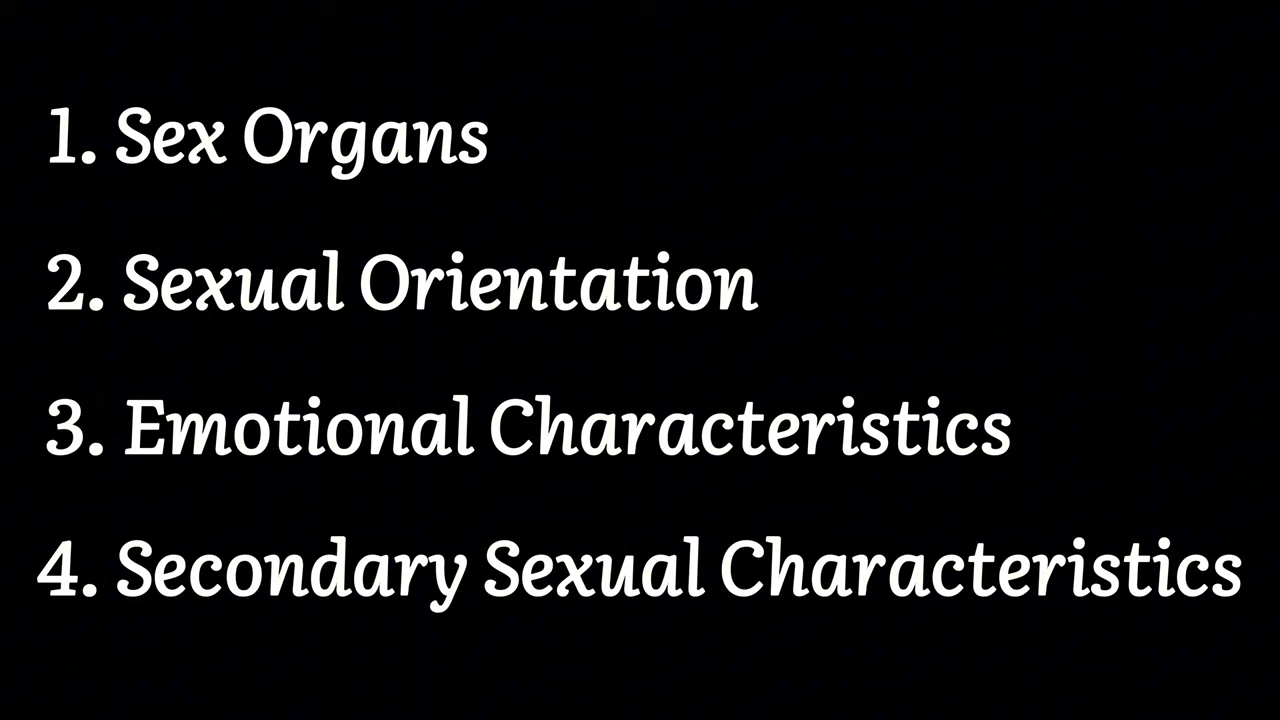 1. Sex Organs
2. Sexual Orientation
3. Emotional Characteristics
4. Secondary Sexual Characteristics